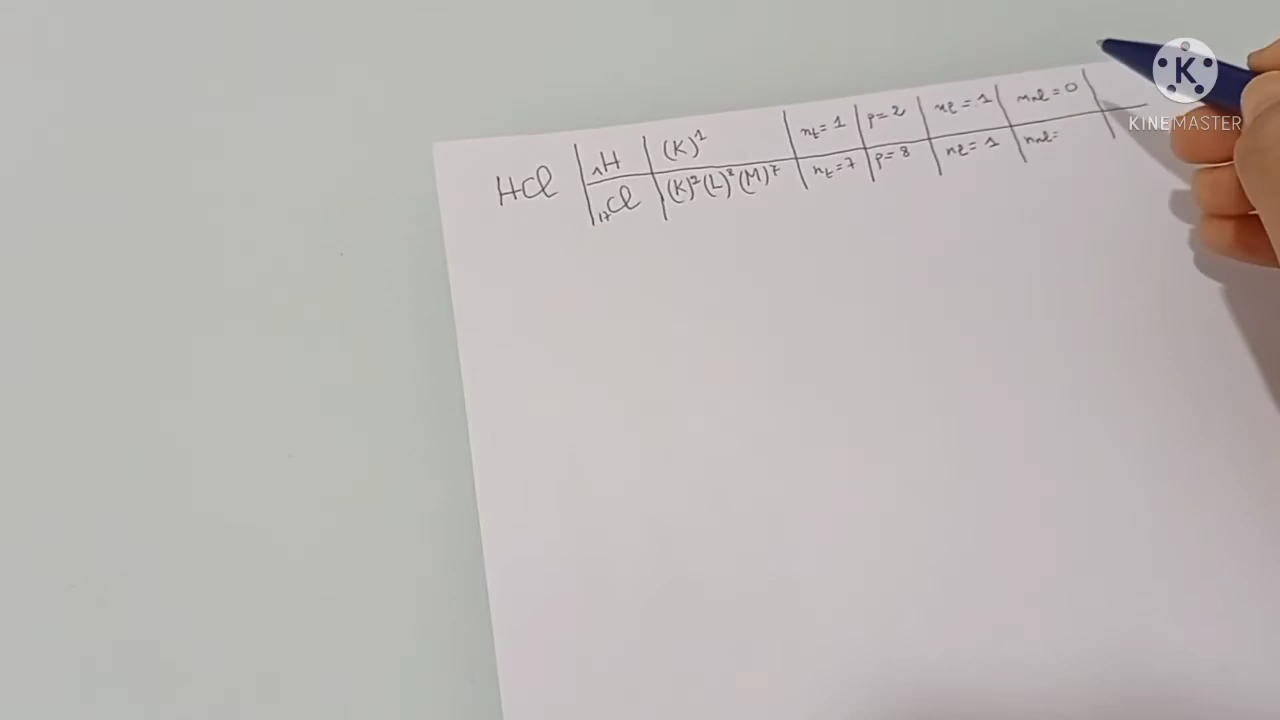 HCl | ₁H | (K)¹ | nt = 1 | p = 2 | nl = 1 | nnl = 0
₁₇Cl | (K)² (L)⁸ (M)⁷ | nt = 7 | p = 8 | nl = 1 | nnl =
K
KINEMASTER